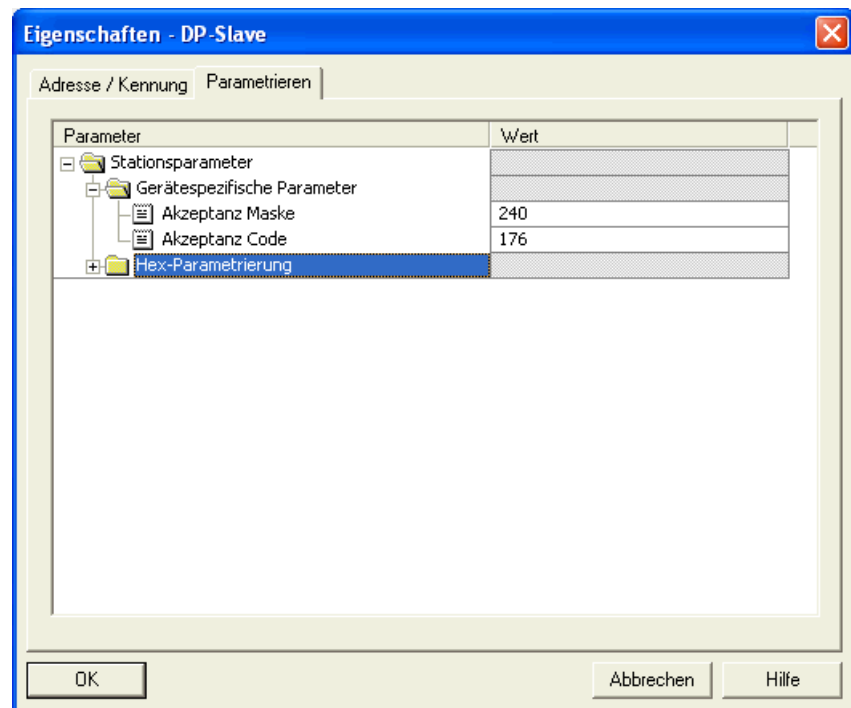 Eigenschaften - DP-Slave
Adresse / Kennung Parametrieren
Parameter Wert
Stationsparameter
Gerätespezifische Parameter
Akzeptanz Maske 240
Akzeptanz Code 176
Hex-Parametrierung
OK Abbrechen Hilfe